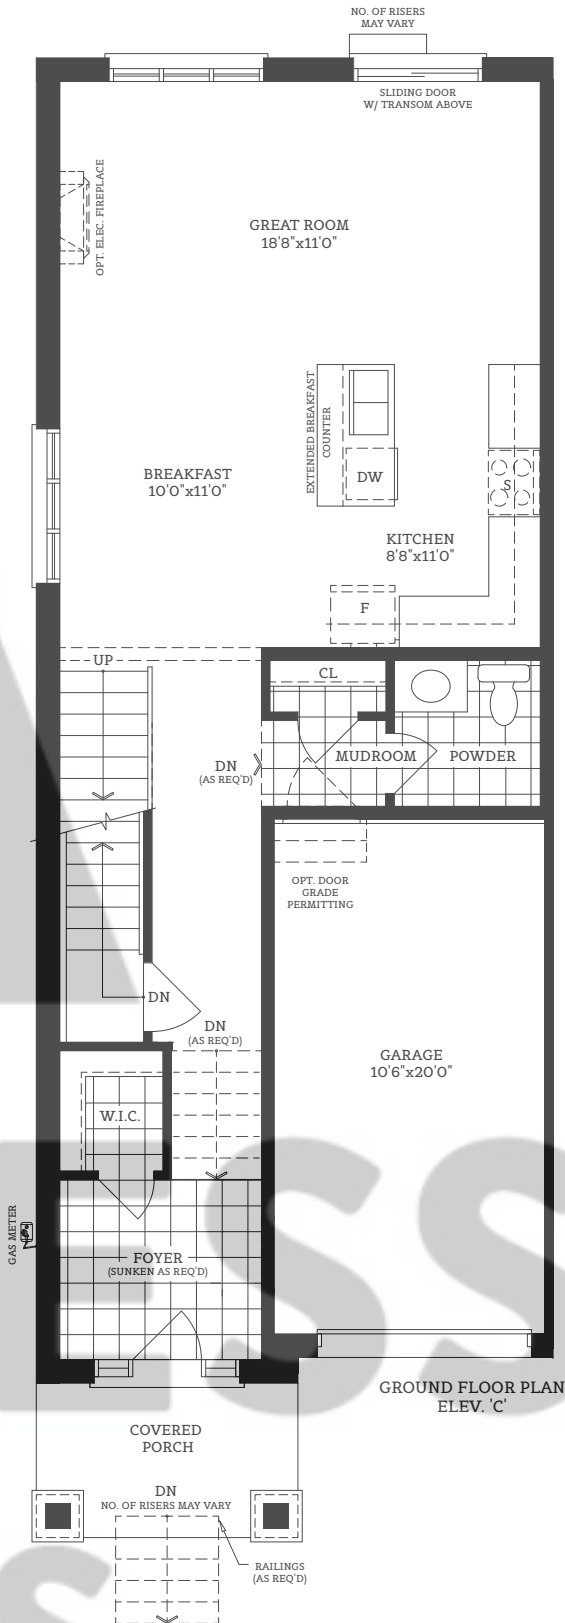 NO. OF RISERS
MAY VARY
SLIDING DOOR
W/ TRANSOM ABOVE
OPT. ELEC. FIREPLACE
GREAT ROOM
18'8"x11'0"
EXTENDED BREAKFAST
COUNTER
BREAKFAST
10'0"x11'0"
DW
S
KITCHEN
8'8"x11'0"
F
UP
CL
DN
(AS REQ'D)
MUDROOM
POWDER
OPT. DOOR
GRADE
PERMITTING
DN
DN
(AS REQ'D)
GARAGE
10'6"x20'0"
W.I.C.
GAS METER
FOYER
(SUNKEN AS REQ'D)
ESS
GROUND FLOOR PLAN
ELEV. 'C'
COVERED
PORCH
DN
NO. OF RISERS MAY VARY
RAILINGS
(AS REQ'D)